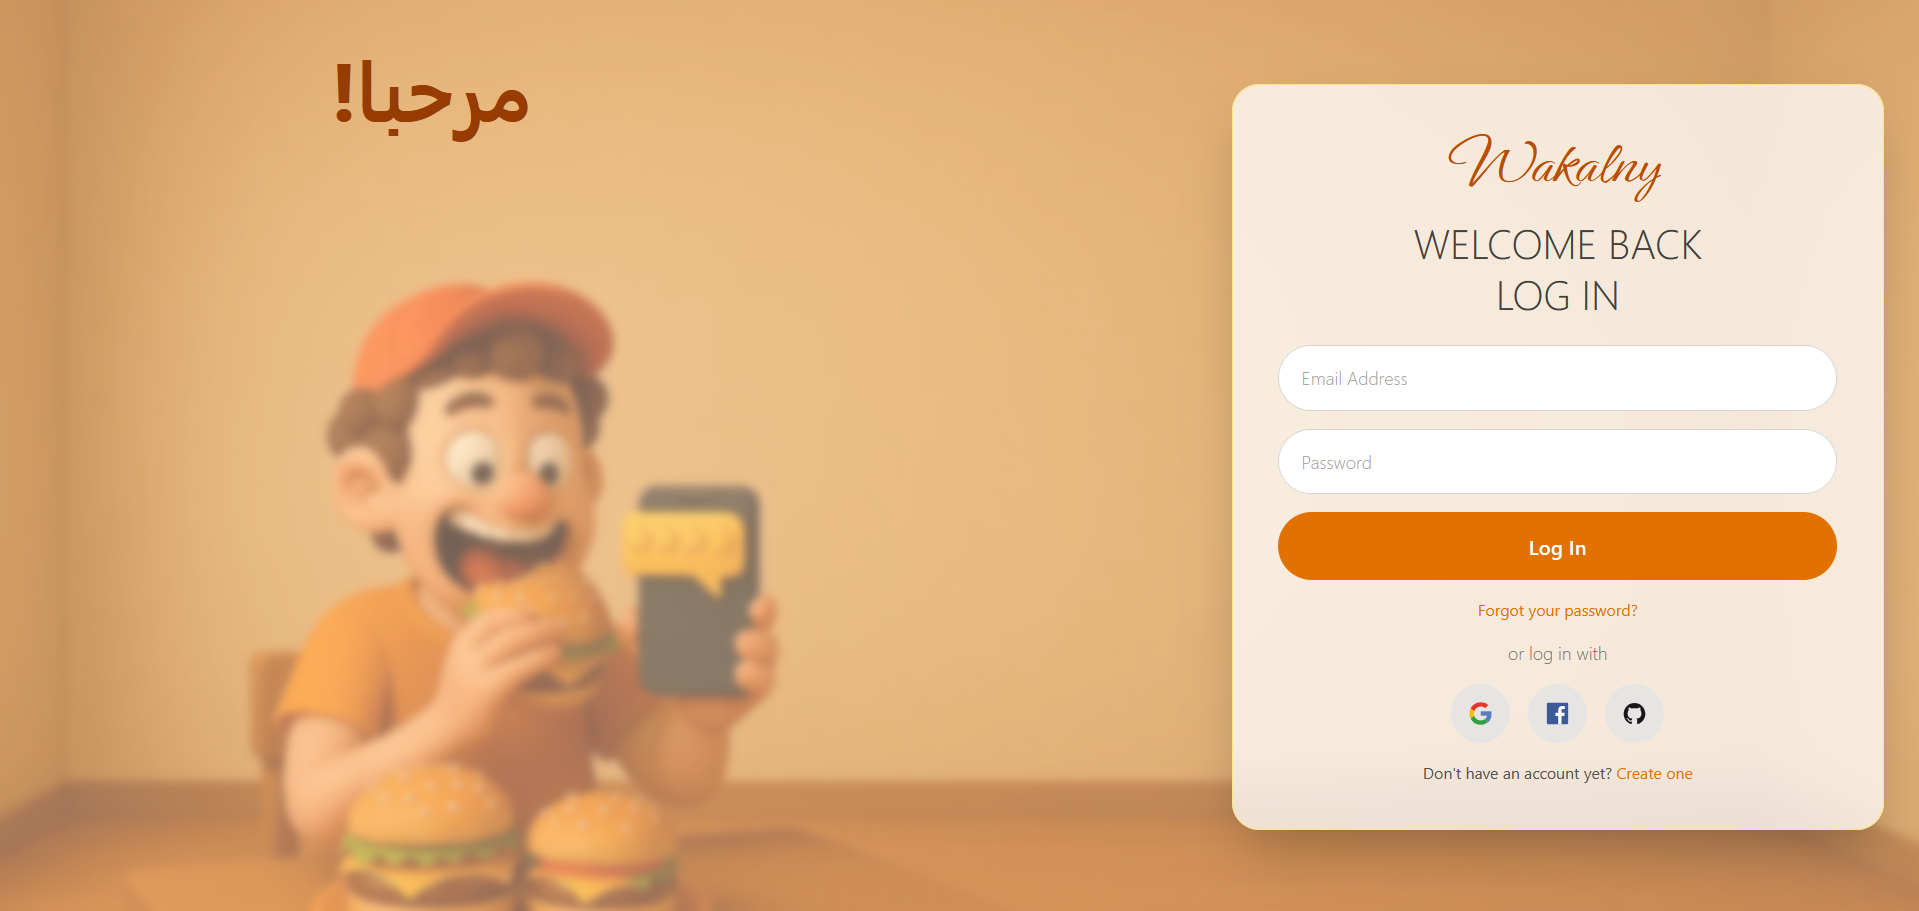 مرحبا!
Wakalny
WELCOME BACK
LOG IN
Email Address
Password
Log In
Forgot your password?
or log in with
Don't have an account yet? Create one